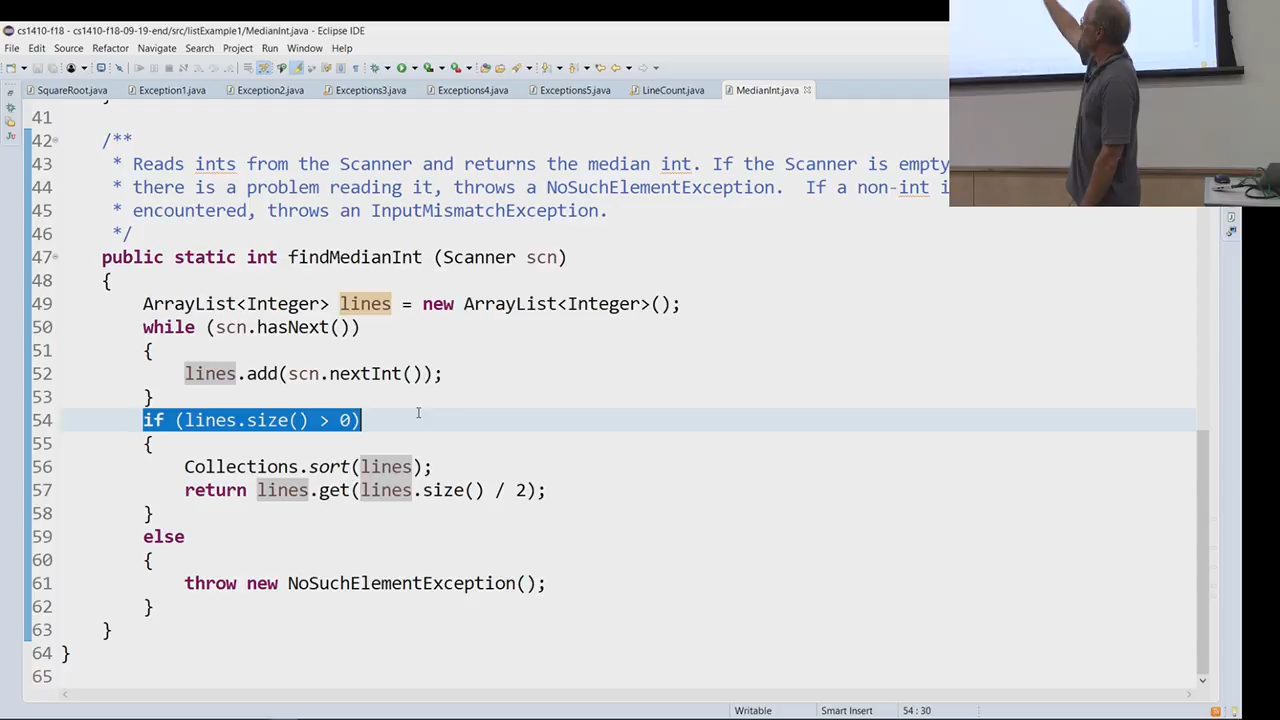 cs1410-f18 - cs1410-f18-09-19-end/src/listExample1/MedianInt.java - Eclipse IDE
File Edit Source Refactor Navigate Search Project Run Window Help
SquareRoot.java Exception1.java Exception2.java Exceptions3.java Exceptions4.java Exceptions5.java LineCount.java MedianInt.java
41
42 /**
43 * Reads ints from the Scanner and returns the median int. If the Scanner is empty
44 * there is a problem reading it, throws a NoSuchElementException. If a non-int i
45 * encountered, throws an InputMismatchException.
46 */
47 public static int findMedianInt (Scanner scn)
48 {
49 ArrayList<Integer> lines = new ArrayList<Integer>();
50 while (scn.hasNext())
51 {
52 lines.add(scn.nextInt());
53 }
54 if (lines.size() > 0)
55 {
56 Collections.sort(lines);
57 return lines.get(lines.size() / 2);
58 }
59 else
60 {
61 throw new NoSuchElementException();
62 }
63 }
64 }
65
Writable Smart Insert 54 : 30